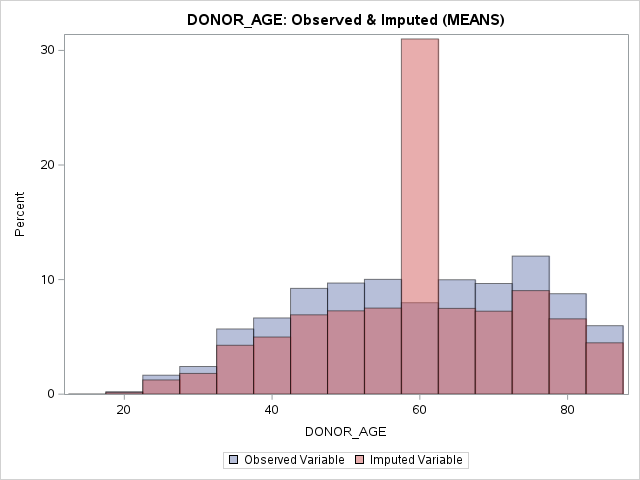 DONOR_AGE: Observed & Imputed (MEANS)
30
20
10
0
Percent
20 40 60 80
DONOR_AGE
Observed Variable Imputed Variable